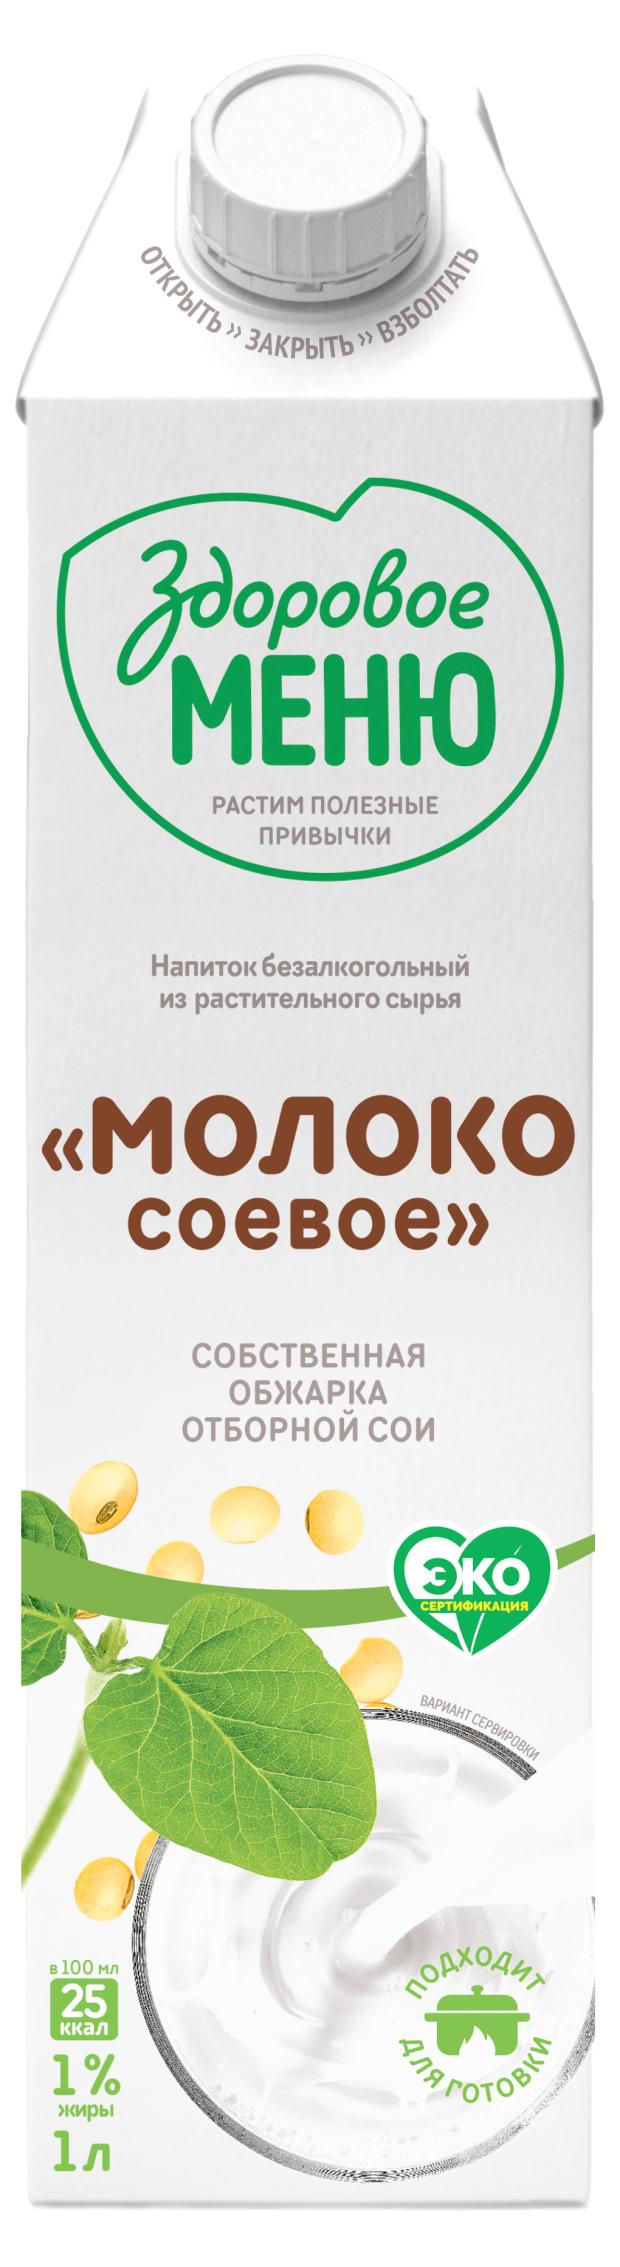 ОТКРЫТЬ ›› ЗАКРЫТЬ ›› ВЗБОЛТАТЬ
Здоровое
МЕНЮ
РАСТИМ ПОЛЕЗНЫЕ
ПРИВЫЧКИ
Напиток безалкогольный
из растительного сырья
«МОЛОКО
соевое»
СОБСТВЕННАЯ
ОБЖАРКА
ОТБОРНОЙ СОИ
ЭКО
СЕРТИФИКАЦИЯ
ВАРИАНТ СЕРВИРОВКИ
в 100 мл
25
ккал
1%
жиры
1 л
ПОДХОДИТ
ДЛЯ ГОТОВКИ